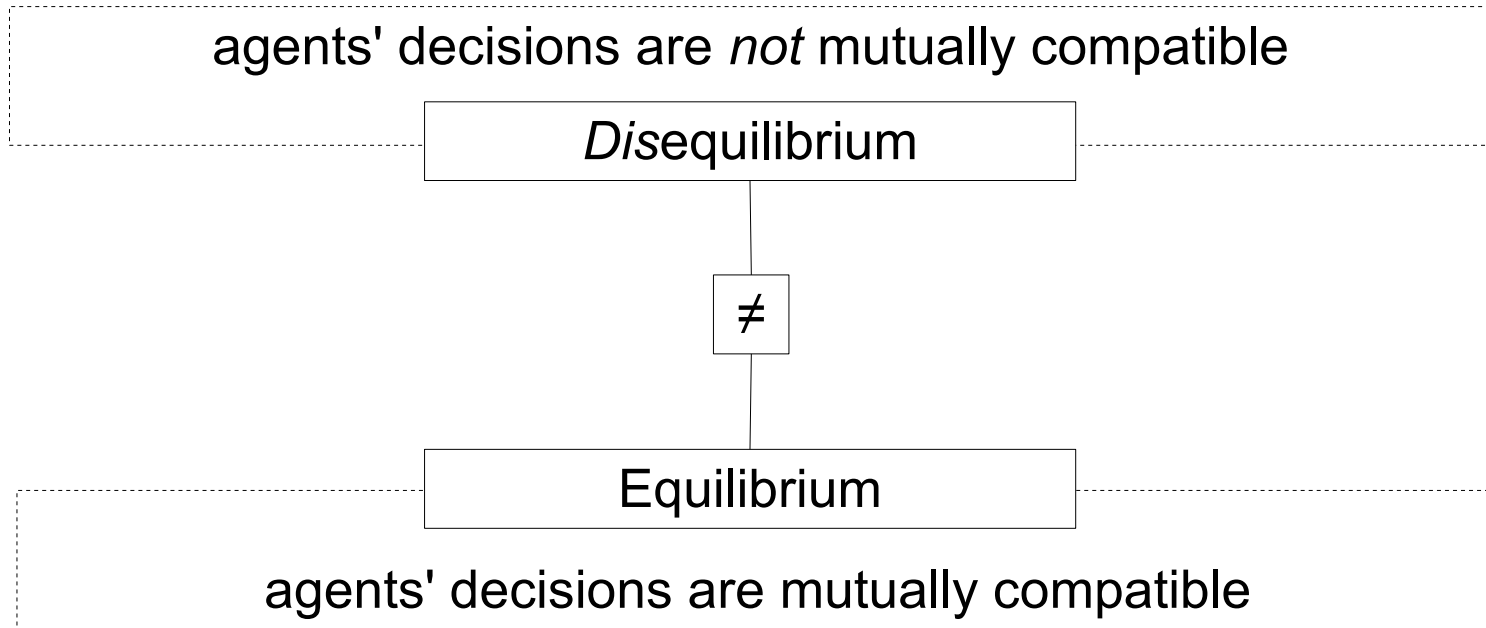 agents' decisions are not mutually compatible
Disequilibrium
≠
Equilibrium
agents' decisions are mutually compatible